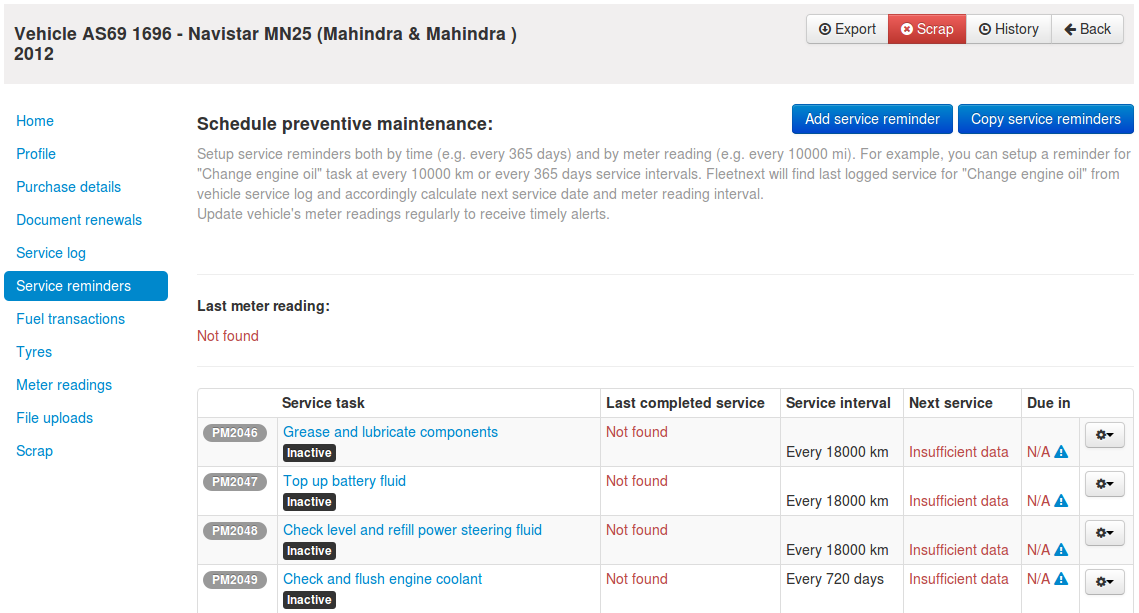 Vehicle AS69 1696 - Navistar MN25 (Mahindra & Mahindra )
2012
Export Scrap History Back
Home
Profile
Purchase details
Document renewals
Service log
Service reminders
Fuel transactions
Tyres
Meter readings
File uploads
Scrap
Schedule preventive maintenance:
Add service reminder Copy service reminders
Setup service reminders both by time (e.g. every 365 days) and by meter reading (e.g. every 10000 mi). For example, you can setup a reminder for
"Change engine oil" task at every 10000 km or every 365 days service intervals. Fleetnext will find last logged service for "Change engine oil" from
vehicle service log and accordingly calculate next service date and meter reading interval.
Update vehicle's meter readings regularly to receive timely alerts.
Last meter reading:
Not found
Service task Last completed service Service interval Next service Due in
PM2046 Grease and lubricate components Not found
Inactive Every 18000 km Insufficient data N/A
PM2047 Top up battery fluid Not found
Inactive Every 18000 km Insufficient data N/A
PM2048 Check level and refill power steering fluid Not found
Inactive Every 18000 km Insufficient data N/A
PM2049 Check and flush engine coolant Not found Every 720 days Insufficient data N/A
Inactive